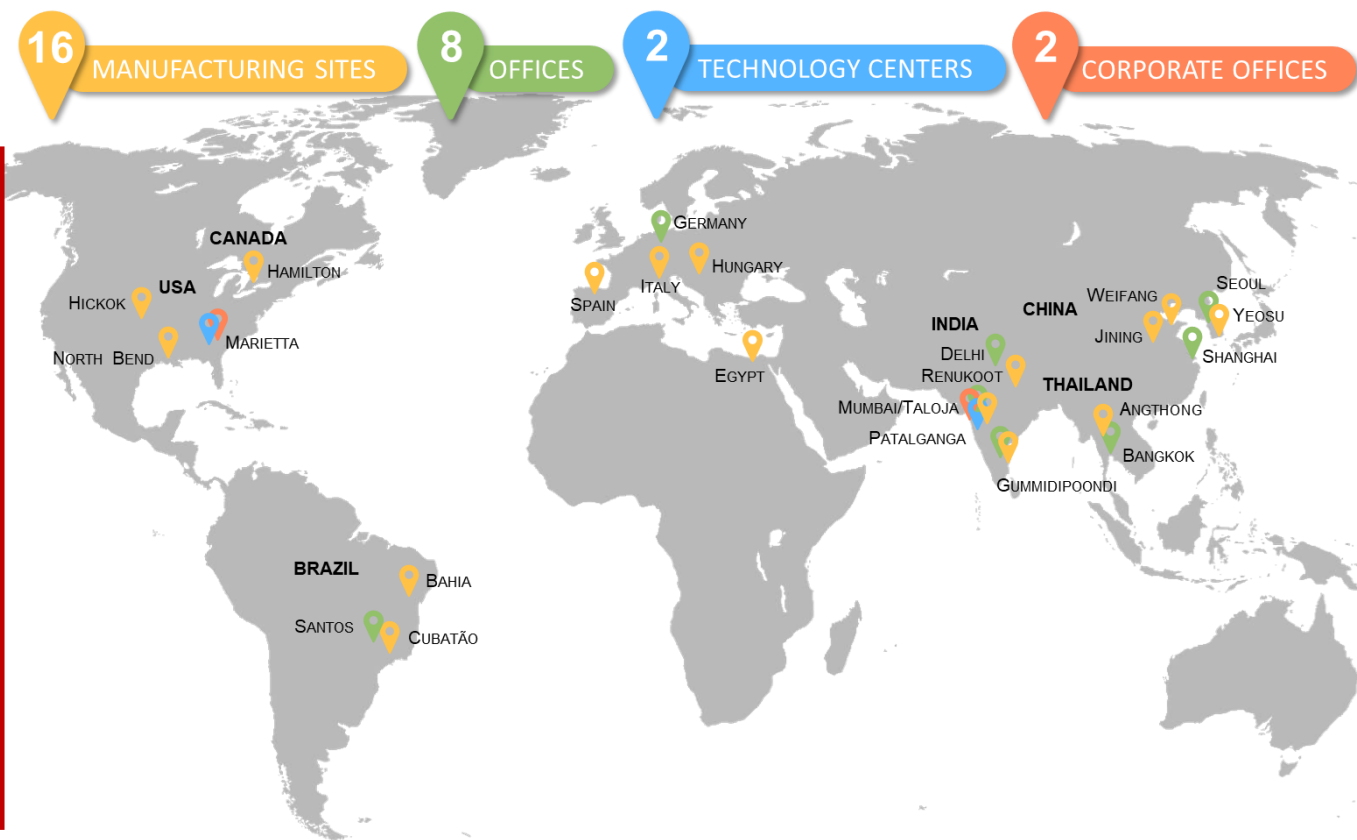 16 MANUFACTURING SITES
8 OFFICES
2 TECHNOLOGY CENTERS
2 CORPORATE OFFICES
CANADA
HAMILTON
USA
HICKOK
NORTH BEND
MARIETTA
BRAZIL
BAHIA
SANTOS
CUBATÃO
GERMANY
HUNGARY
ITALY
SPAIN
EGYPT
INDIA
DELHI
RENUKOOT
MUMBAI/TALOJA
PATALGANGA
GUMMIDIPOONDI
CHINA
WEIFANG
JINING
SEOUL
YEOSU
SHANGHAI
THAILAND
ANGTHONG
BANGKOK